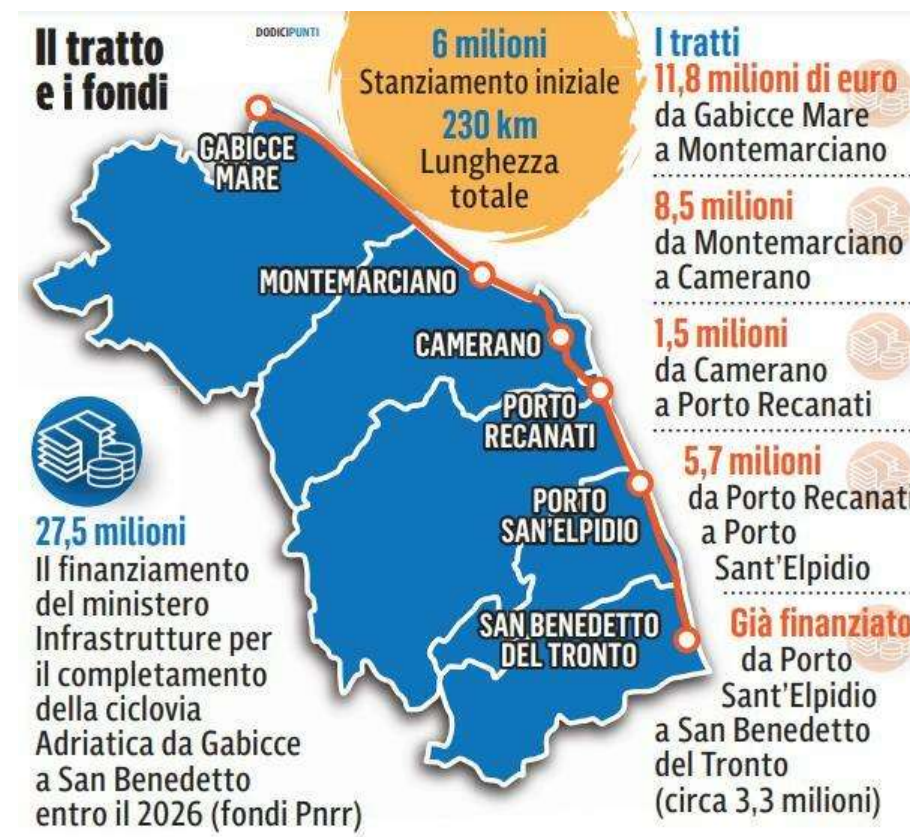 Il tratto
e i fondi
DODICIPUNTI
6 milioni
Stanziamento iniziale
230 km
Lunghezza
totale
I tratti
11,8 milioni di euro
da Gabicce Mare
a Montemarciano
8,5 milioni
da Montemarciano
a Camerano
1,5 milioni
da Camerano
a Porto Recanati
5,7 milioni
da Porto Recanati
a Porto
Sant'Elpidio
Già finanziato
da Porto
Sant'Elpidio
a San Benedetto
del Tronto
(circa 3,3 milioni)
GABICCE
MARE
MONTEMARCIANO
CAMERANO
PORTO
RECANATI
PORTO
SAN'ELPIDIO
SAN BENEDETTO
DEL TRONTO
27,5 milioni
Il finanziamento
del ministero
Infrastrutture per
il completamento
della ciclovia
Adriatica da Gabicce
a San Benedetto
entro il 2026 (fondi Pnrr)